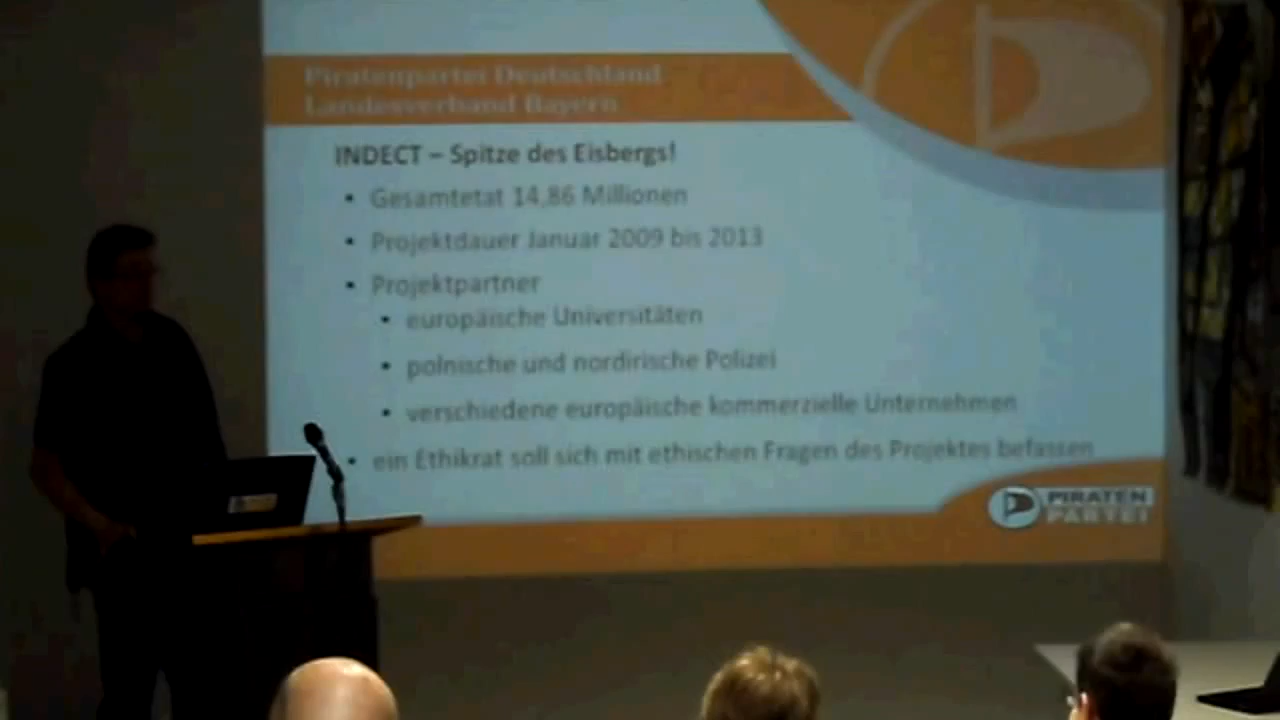 Piratenpartei Deutschland
Landesverband Bayern
INDECT – Spitze des Eisbergs!
• Gesamtetat 14,86 Millionen
• Projektdauer Januar 2009 bis 2013
• Projektpartner
• europäische Universitäten
• polnische und nordirische Polizei
• verschiedene europäische kommerzielle Unternehmen
• ein Ethikrat soll sich mit ethischen Fragen des Projektes befassen
PIRATEN
PARTEI